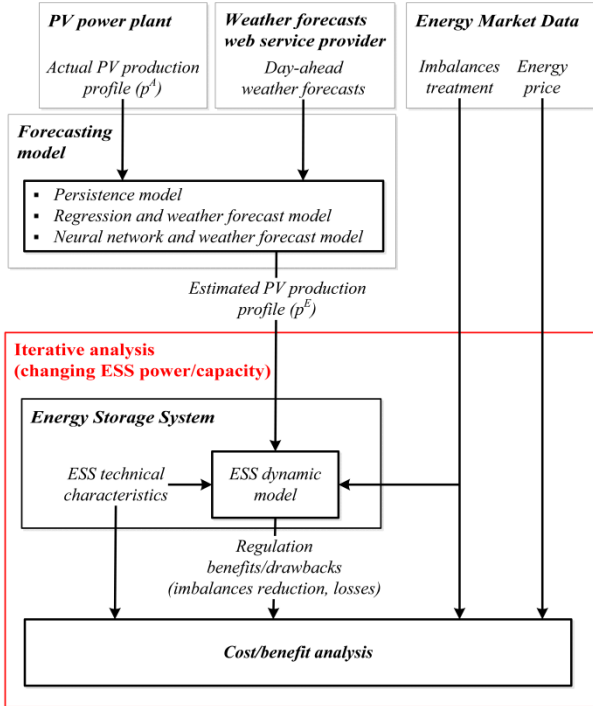 PV power plant
Actual PV production
profile (p^A)
Weather forecasts
web service provider
Day-ahead
weather forecasts
Energy Market Data
Imbalances
treatment
Energy
price
Forecasting
model
▪ Persistence model
▪ Regression and weather forecast model
▪ Neural network and weather forecast model
Estimated PV production
profile (p^E)
Iterative analysis
(changing ESS power/capacity)
Energy Storage System
ESS technical
characteristics
ESS dynamic
model
Regulation
benefits/drawbacks
(imbalances reduction, losses)
Cost/benefit analysis